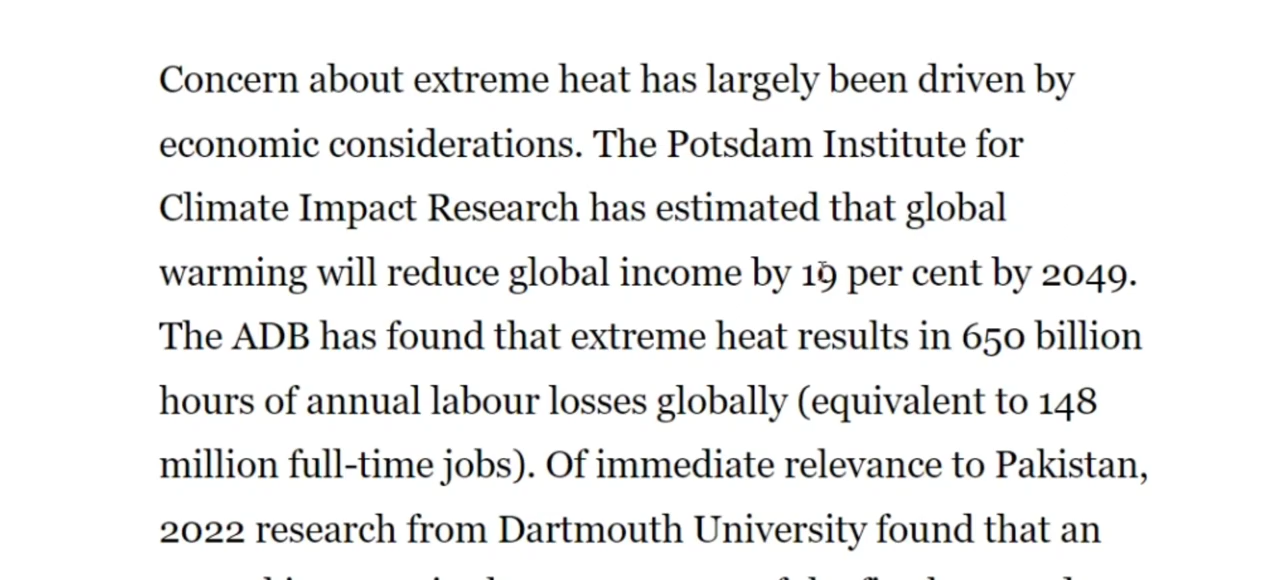 Concern about extreme heat has largely been driven by
economic considerations. The Potsdam Institute for
Climate Impact Research has estimated that global
warming will reduce global income by 19 per cent by 2049.
The ADB has found that extreme heat results in 650 billion
hours of annual labour losses globally (equivalent to 148
million full-time jobs). Of immediate relevance to Pakistan,
2022 research from Dartmouth University found that an